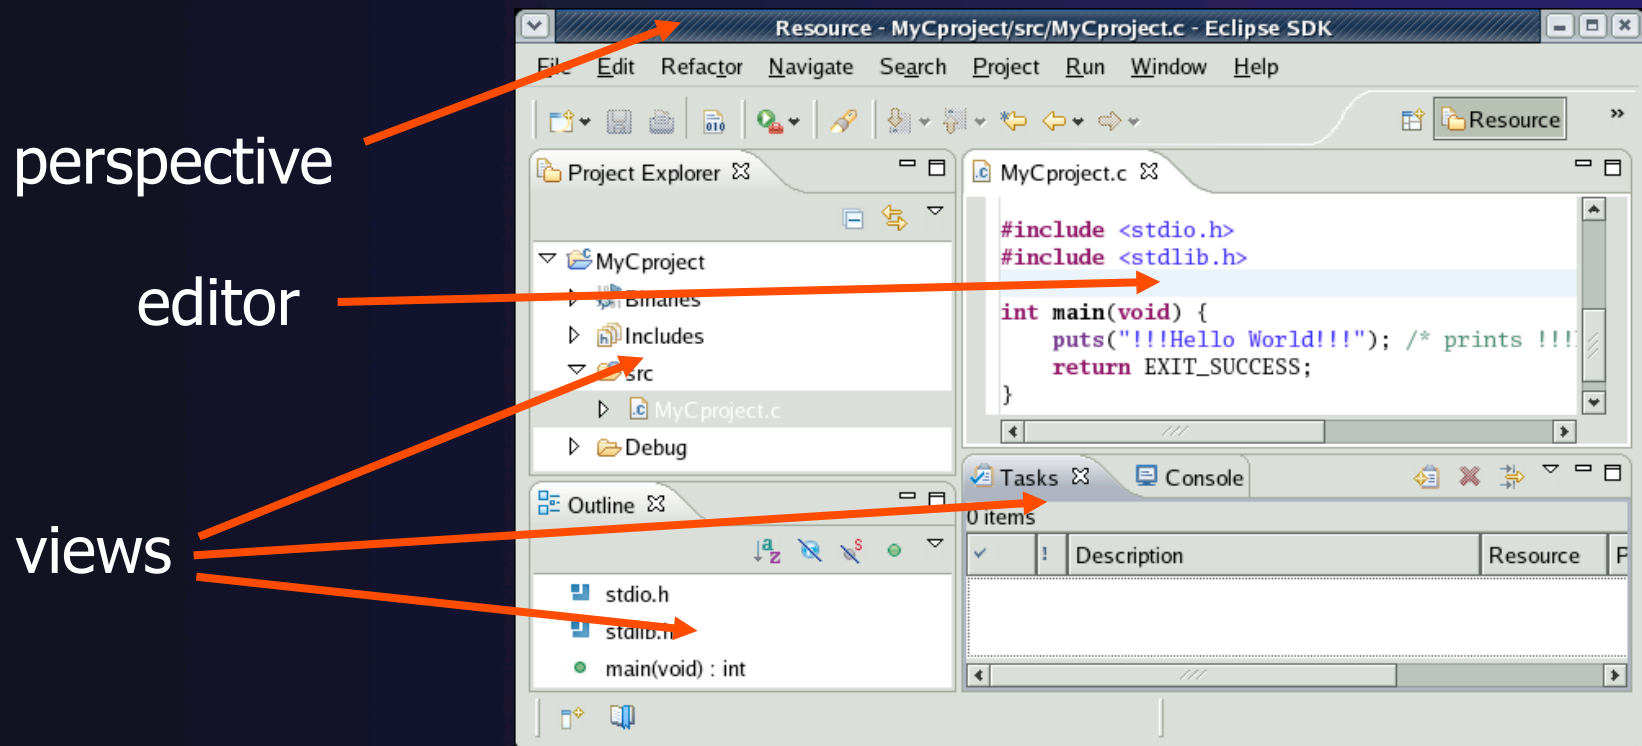 perspective
editor
views
Resource - MyCproject/src/MyCproject.c - Eclipse SDK
File Edit Refactor Navigate Search Project Run Window Help
010
Resource
»
Project Explorer
MyCproject
Binaries
Includes
src
.c MyCproject.c
Debug
Outline
stdio.h
stdlib.h
main(void) : int
.c MyCproject.c
#include <stdio.h>
#include <stdlib.h>
int main(void) {
puts("!!!Hello World!!!"); /* prints !!!
return EXIT_SUCCESS;
}
Tasks Console
0 items
! Description Resource P